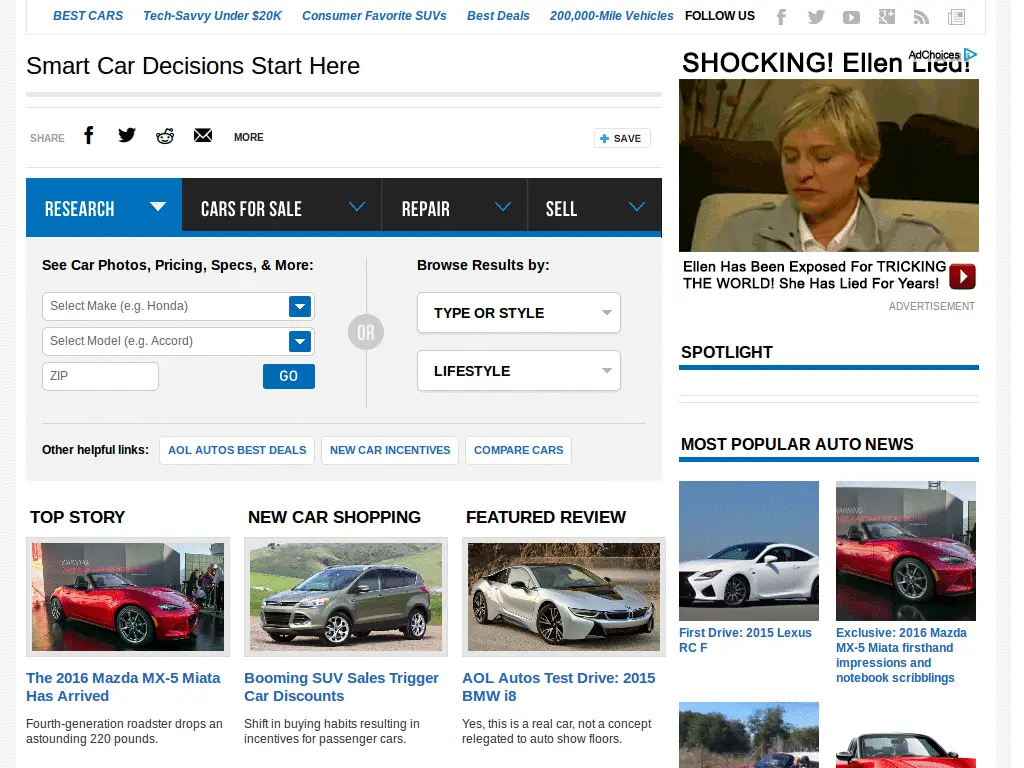 BEST CARS Tech-Savvy Under $20K Consumer Favorite SUVs Best Deals 200,000-Mile Vehicles FOLLOW US
Smart Car Decisions Start Here
SHARE MORE
SAVE
RESEARCH CARS FOR SALE REPAIR SELL
See Car Photos, Pricing, Specs, & More:
Select Make (e.g. Honda)
Select Model (e.g. Accord)
ZIP
GO
OR
Browse Results by:
TYPE OR STYLE
LIFESTYLE
Other helpful links: AOL AUTOS BEST DEALS NEW CAR INCENTIVES COMPARE CARS
TOP STORY
The 2016 Mazda MX-5 Miata
Has Arrived
Fourth-generation roadster drops an
astounding 220 pounds.
NEW CAR SHOPPING
Booming SUV Sales Trigger
Car Discounts
Shift in buying habits resulting in
incentives for passenger cars.
FEATURED REVIEW
AOL Autos Test Drive: 2015
BMW i8
Yes, this is a real car, not a concept
relegated to auto show floors.
AdChoices
SHOCKING! Ellen Lied!
Ellen Has Been Exposed For TRICKING
THE WORLD! She Has Lied For Years!
ADVERTISEMENT
SPOTLIGHT
MOST POPULAR AUTO NEWS
First Drive: 2015 Lexus
RC F
Exclusive: 2016 Mazda
MX-5 Miata firsthand
impressions and
notebook scribblings